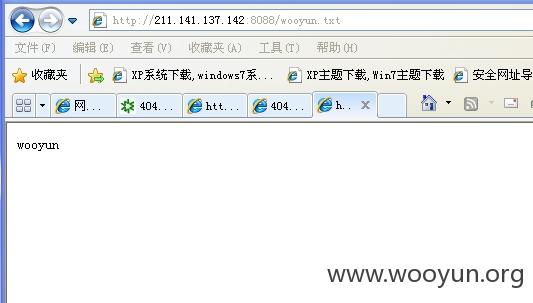 http://211.141.137.142:8088/wooyun.txt
文件(F) 编辑(E) 查看(V) 收藏夹(A) 工具(T) 帮助(H)
收藏夹 XP系统下载,windows7系... XP主题下载,Win7主题下载 安全网址导
网... 404... htt... 404... h...
wooyun
www.wooyun.org